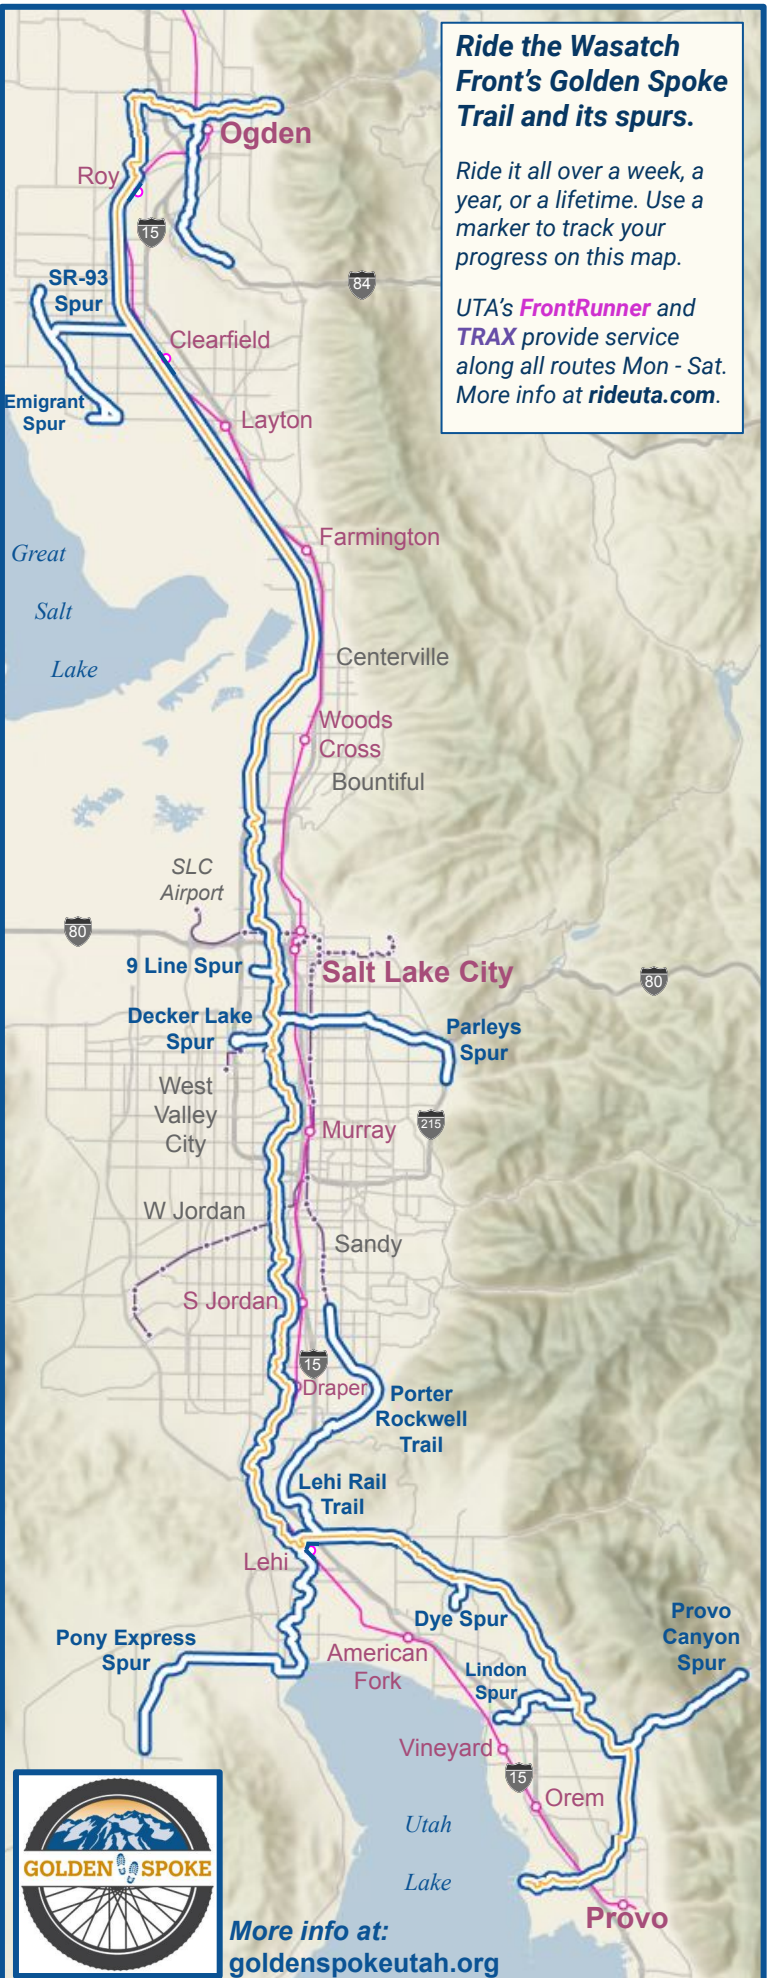 Ride the Wasatch
Front's Golden Spoke
Trail and its spurs.
Ride it all over a week, a
year, or a lifetime. Use a
marker to track your
progress on this map.
UTA's FrontRunner and
TRAX provide service
along all routes Mon - Sat.
More info at rideuta.com.
Ogden
Roy
15
SR-93
Spur
84
Clearfield
Emigrant
Spur
Layton
Farmington
Great
Salt
Lake
Centerville
Woods
Cross
Bountiful
SLC
Airport
80
9 Line Spur
Salt Lake City
80
Decker Lake
Spur
Parleys
Spur
West
Valley
City
215
Murray
W Jordan
Sandy
S Jordan
15
Draper
Porter
Rockwell
Trail
Lehi Rail
Trail
Lehi
Dye Spur
Provo
Canyon
Spur
Pony Express
Spur
American
Fork
Lindon
Spur
Vineyard
15
Orem
Utah
Lake
Provo
GOLDEN SPOKE
More info at:
goldenspokeutah.org